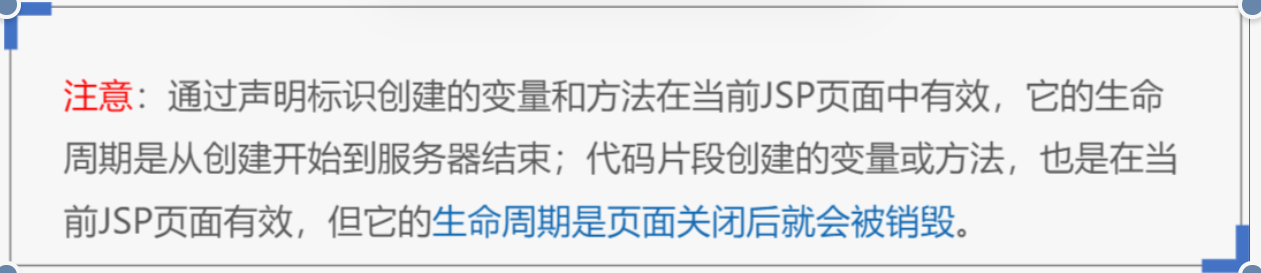 注意：通过声明标识创建的变量和方法在当前JSP页面中有效，它的生命
周期是从创建开始到服务器结束；代码片段创建的变量或方法，也是在当
前JSP页面有效，但它的生命周期是页面关闭后就会被销毁。